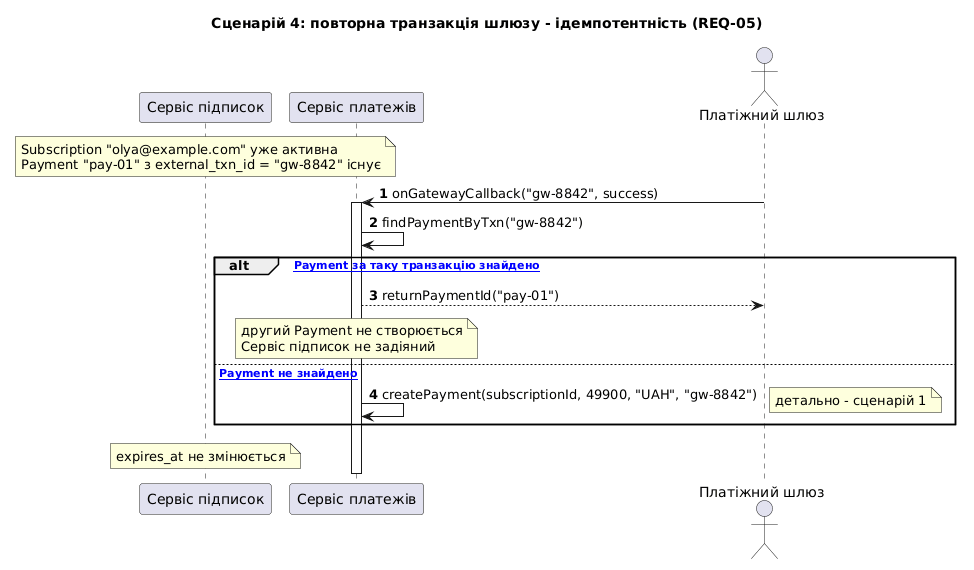 Сценарій 4: повторна транзакція шлюзу - ідемпотентність (REQ-05)
Сервіс підписок
Сервіс платежів
Платіжний шлюз
Subscription "olya@example.com" уже активна
Payment "pay-01" з external_txn_id = "gw-8842" існує
1 onGatewayCallback("gw-8842", success)
2 findPaymentByTxn("gw-8842")
alt
Payment за таку транзакцію знайдено
3 returnPaymentId("pay-01")
другий Payment не створюється
Сервіс підписок не задіяний
Payment не знайдено
4 createPayment(subscriptionId, 49900, "UAH", "gw-8842")
детально - сценарій 1
expires_at не змінюється
Сервіс підписок
Сервіс платежів
Платіжний шлюз